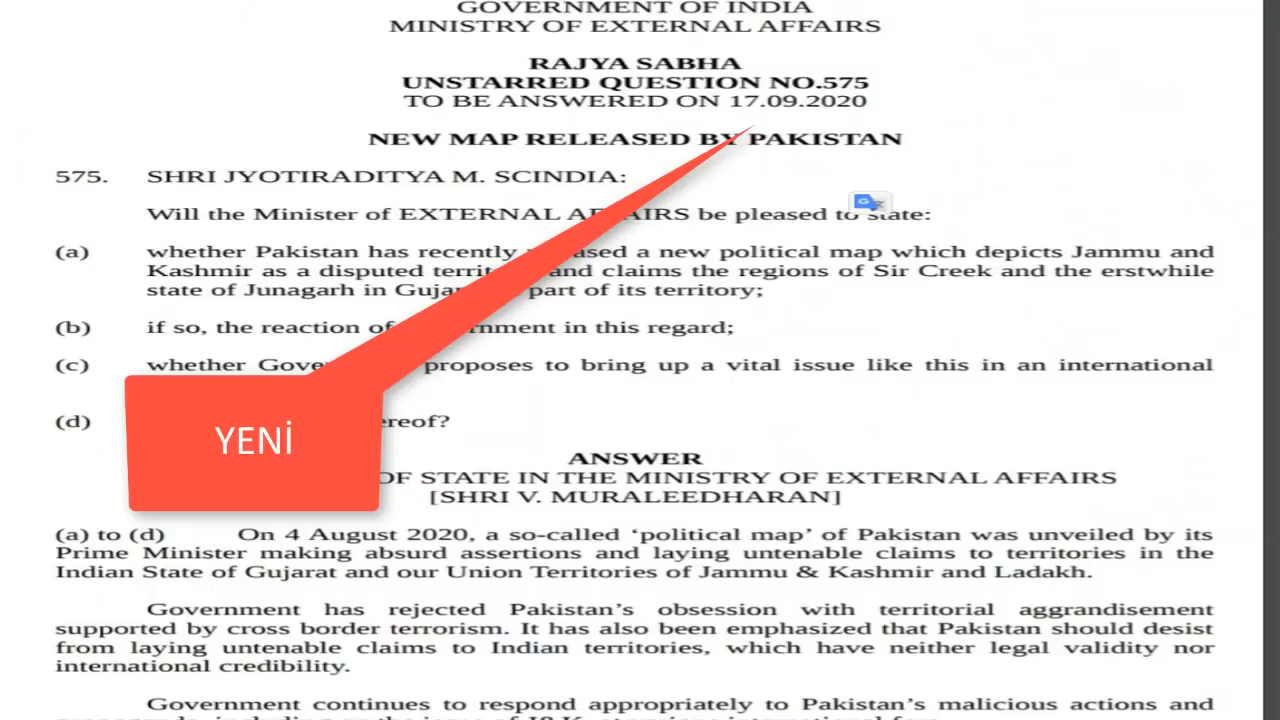 GOVERNMENT OF INDIA
MINISTRY OF EXTERNAL AFFAIRS
RAJYA SABHA
UNSTARRED QUESTION NO.575
TO BE ANSWERED ON 17.09.2020
NEW MAP RELEASED BY PAKISTAN
575. SHRI JYOTIRADITYA M. SCINDIA:
Will the Minister of EXTERNAL AFFAIRS be pleased to state:
(a) whether Pakistan has recently a new political map which depicts Jammu and
Kashmir as a disputed and claims the regions of Sir Creek and the erstwhile
state of Junagarh in part of its territory;
(b) if so, the reaction of in this regard;
(c) whether proposes to bring up a vital issue like this in an international
(d)
YENİ
ANSWER
OF STATE IN THE MINISTRY OF EXTERNAL AFFAIRS
[SHRI V. MURALEEDHARAN]
(a) to (d) On 4 August 2020, a so-called ‘political map’ of Pakistan was unveiled by its
Prime Minister making absurd assertions and laying untenable claims to territories in the
Indian State of Gujarat and our Union Territories of Jammu & Kashmir and Ladakh.
Government has rejected Pakistan’s obsession with territorial aggrandisement
supported by cross border terrorism. It has also been emphasized that Pakistan should desist
from laying untenable claims to Indian territories, which have neither legal validity nor
international credibility.
Government continues to respond appropriately to Pakistan’s malicious actions and